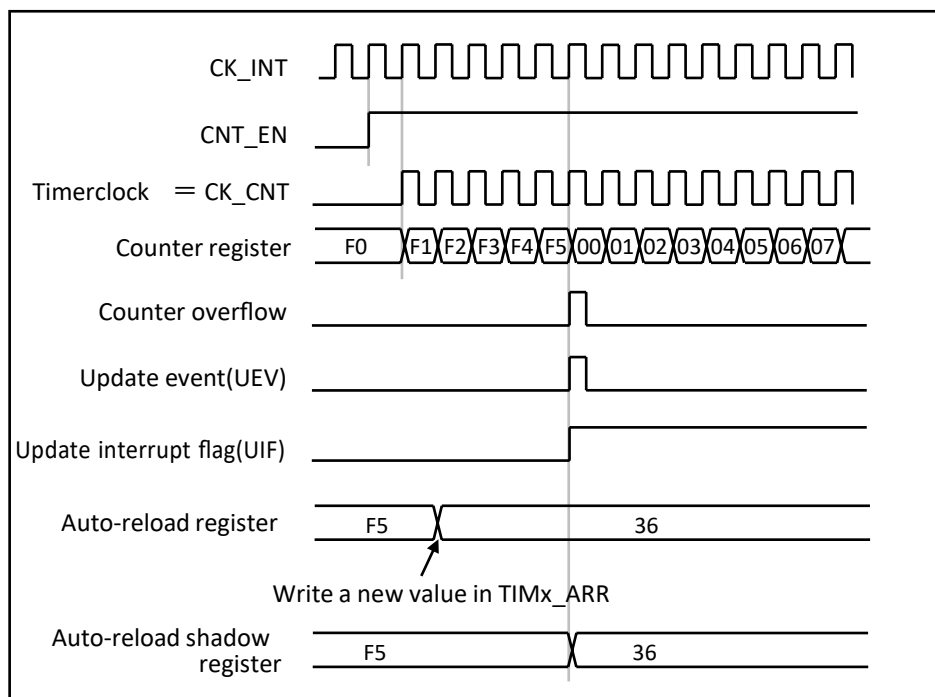 CK_INT
CNT_EN
Timerclock = CK_CNT
Counter register F0 F1 F2 F3 F4 F5 00 01 02 03 04 05 06 07
Counter overflow
Update event(UEV)
Update interrupt flag(UIF)
Auto-reload register F5 36
Write a new value in TIMx_ARR
Auto-reload shadow
register F5 36